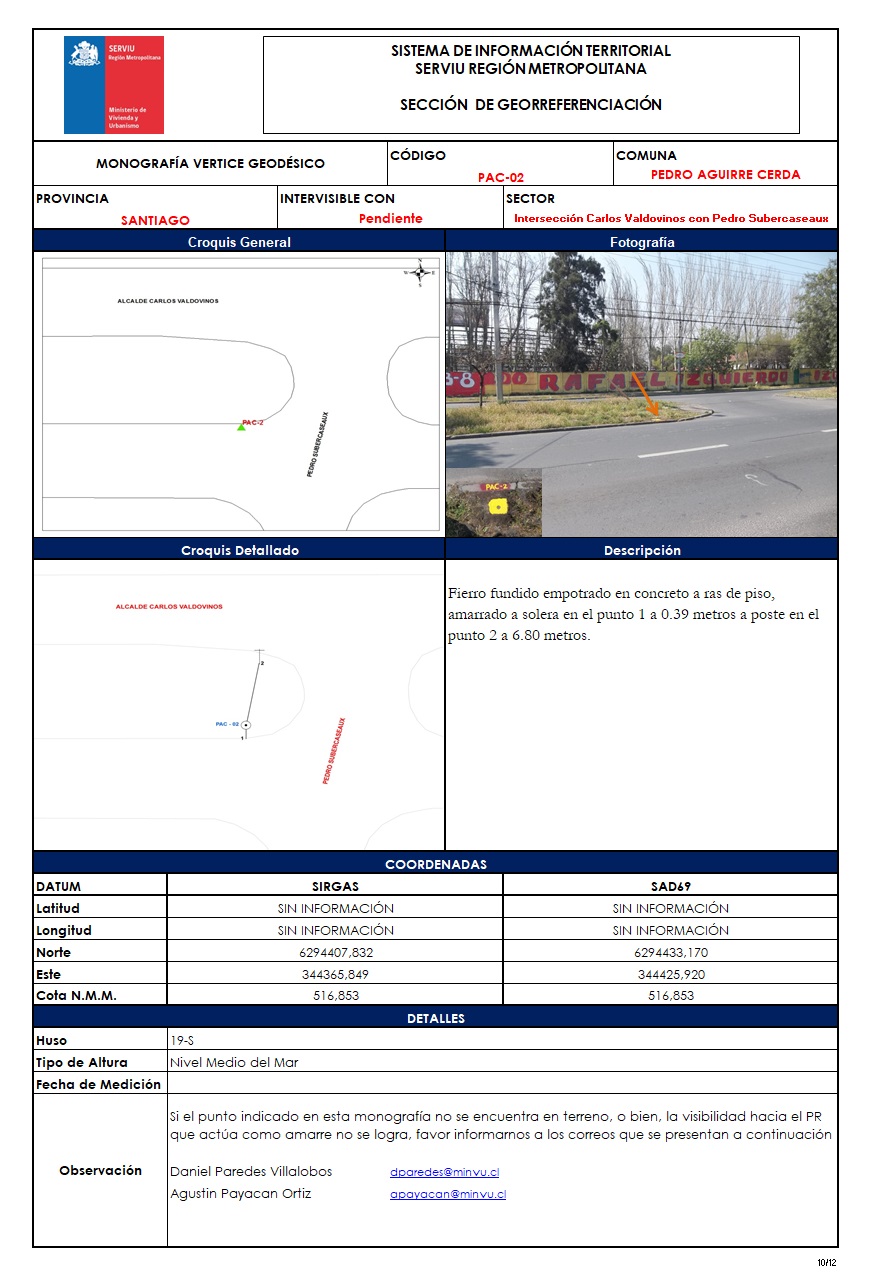 SERVIU
Región Metropolitana
Ministerio de
Vivienda y
Urbanismo
SISTEMA DE INFORMACIÓN TERRITORIAL
SERVIU REGIÓN METROPOLITANA
SECCIÓN DE GEORREFERENCIACIÓN
MONOGRAFÍA VERTICE GEODÉSICO
CÓDIGO
PAC-02
COMUNA
PEDRO AGUIRRE CERDA
PROVINCIA
SANTIAGO
INTERVISIBLE CON
Pendiente
SECTOR
Intersección Carlos Valdovinos con Pedro Subercaseaux
Croquis General
Fotografía
N
W E
S
ALCALDE CARLOS VALDOVINOS
PAC-2
PEDRO SUBERCASEAUX
B-8 RAFAEL IZQUIERDO
PAC-2
Croquis Detallado
Descripción
ALCALDE CARLOS VALDOVINOS
2
PAC - 02
1
PEDRO SUBERCASEAUX
Fierro fundido empotrado en concreto a ras de piso,
amarrado a solera en el punto 1 a 0.39 metros a poste en el
punto 2 a 6.80 metros.
COORDENADAS
DATUM SIRGAS SAD69
Latitud SIN INFORMACIÓN SIN INFORMACIÓN
Longitud SIN INFORMACIÓN SIN INFORMACIÓN
Norte 6294407,832 6294433,170
Este 344365,849 344425,920
Cota N.M.M. 516,853 516,853
DETALLES
Huso 19-S
Tipo de Altura Nivel Medio del Mar
Fecha de Medición
Observación
Si el punto indicado en esta monografía no se encuentra en terreno, o bien, la visibilidad hacia el PR
que actúa como amarre no se logra, favor informarnos a los correos que se presentan a continuación
Daniel Paredes Villalobos dparedes@minvu.cl
Agustin Payacan Ortiz apayacan@minvu.cl
10/12